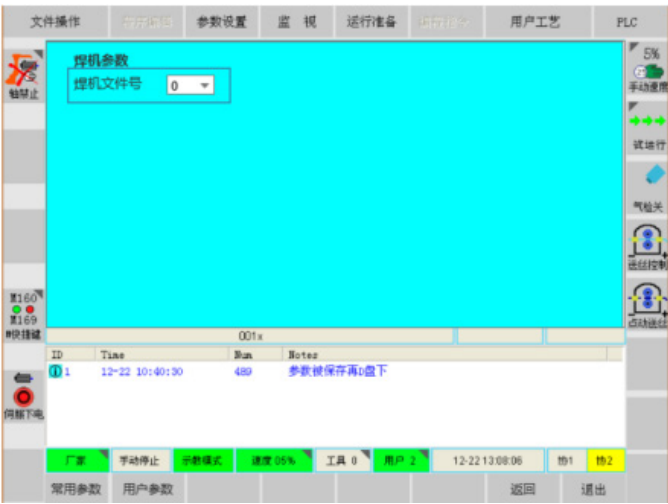 文件操作 参数设置 监 视 运行准备 用户工艺 PLC
焊机参数
焊机文件号 0
轴禁止
5%
手动速度
试运行
气检关
送丝控制
点动送丝
M160
M169
M快捷键
伺服下电
001x
ID Time Num Notes
1 12-22 10:40:30 489 参数被保存再D盘下
厂家 手动停止 示教模式 速度 05% 工具 0 用户 2 12-22 13:08:06 协1 协2
常用参数 用户参数 返回 退出